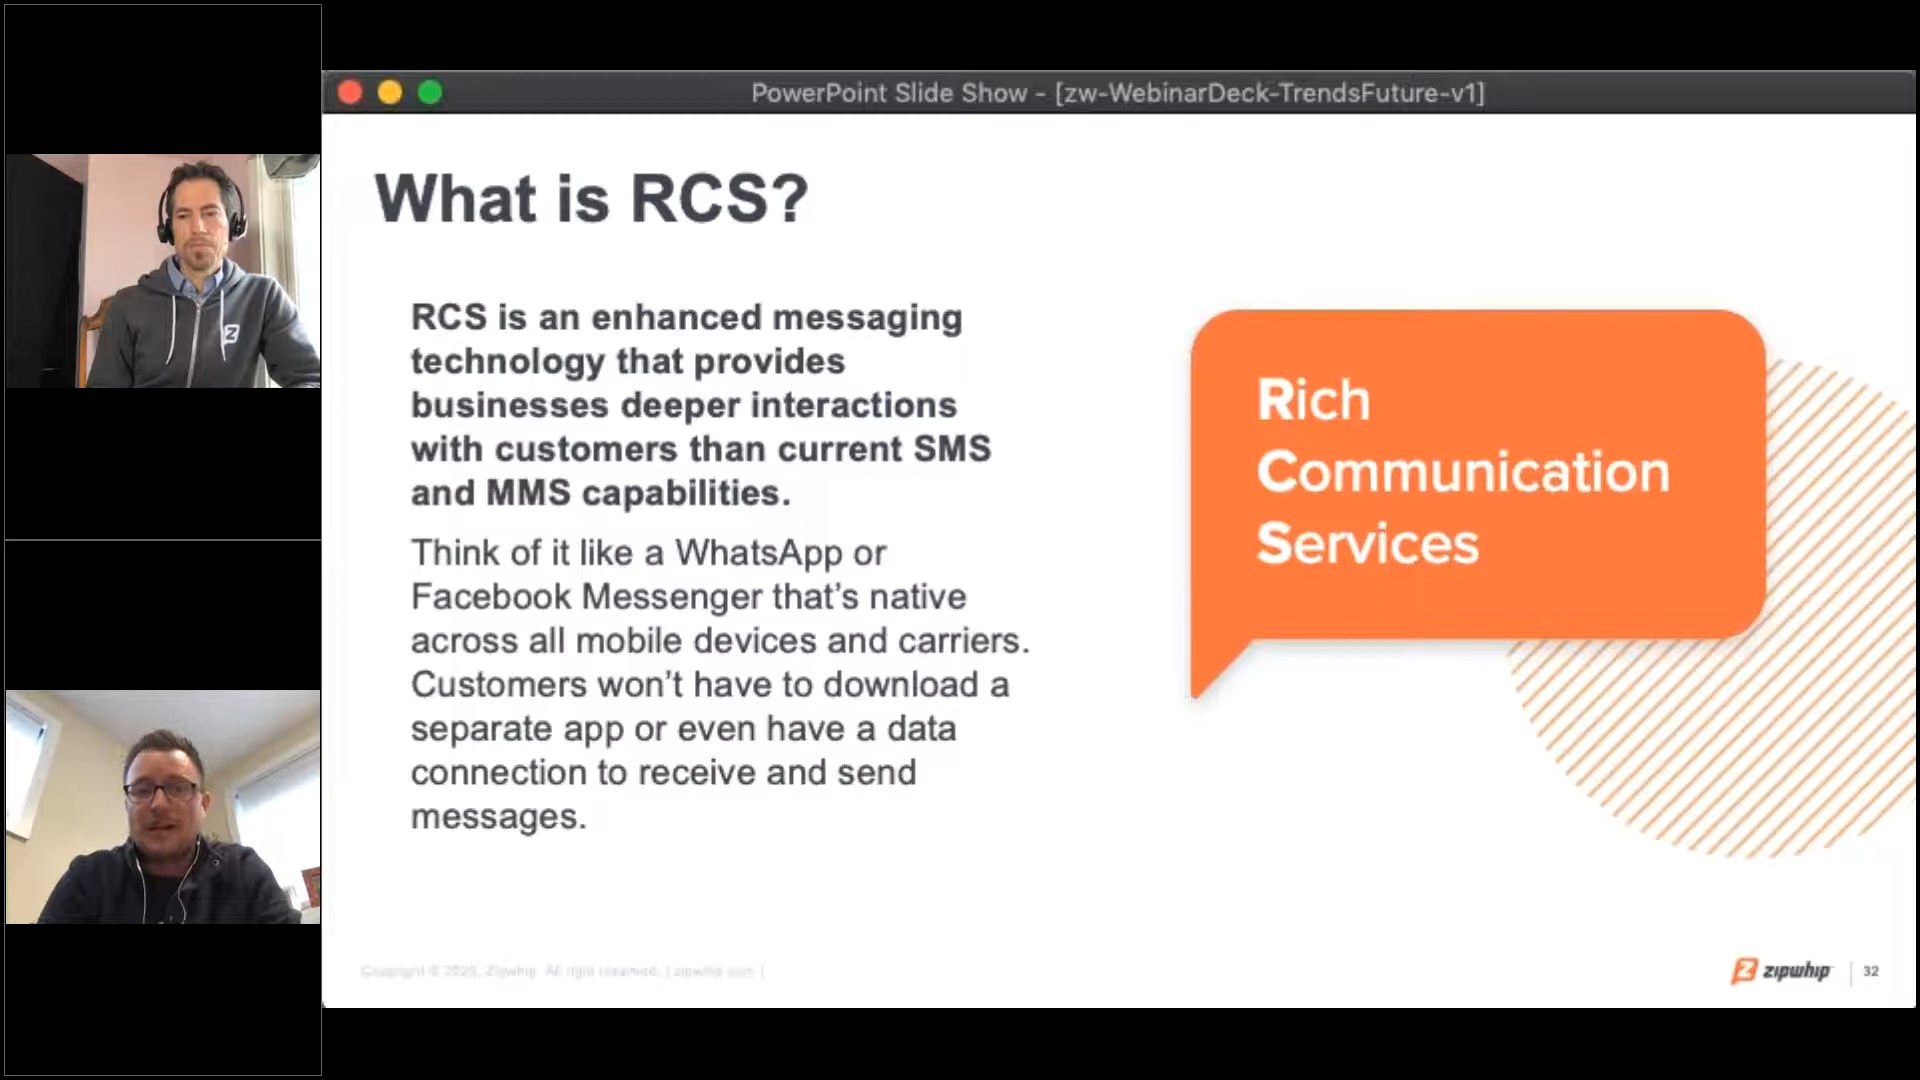 PowerPoint Slide Show - [zw-WebinarDeck-TrendsFuture-v1]
What is RCS?
RCS is an enhanced messaging
technology that provides
businesses deeper interactions
with customers than current SMS
and MMS capabilities.
Think of it like a WhatsApp or
Facebook Messenger that’s native
across all mobile devices and carriers.
Customers won’t have to download a
separate app or even have a data
connection to receive and send
messages.
Rich
Communication
Services
Copyright © 2020, Zipwhip. All right reserved. | zipwhip.com |
zipwhip | 32